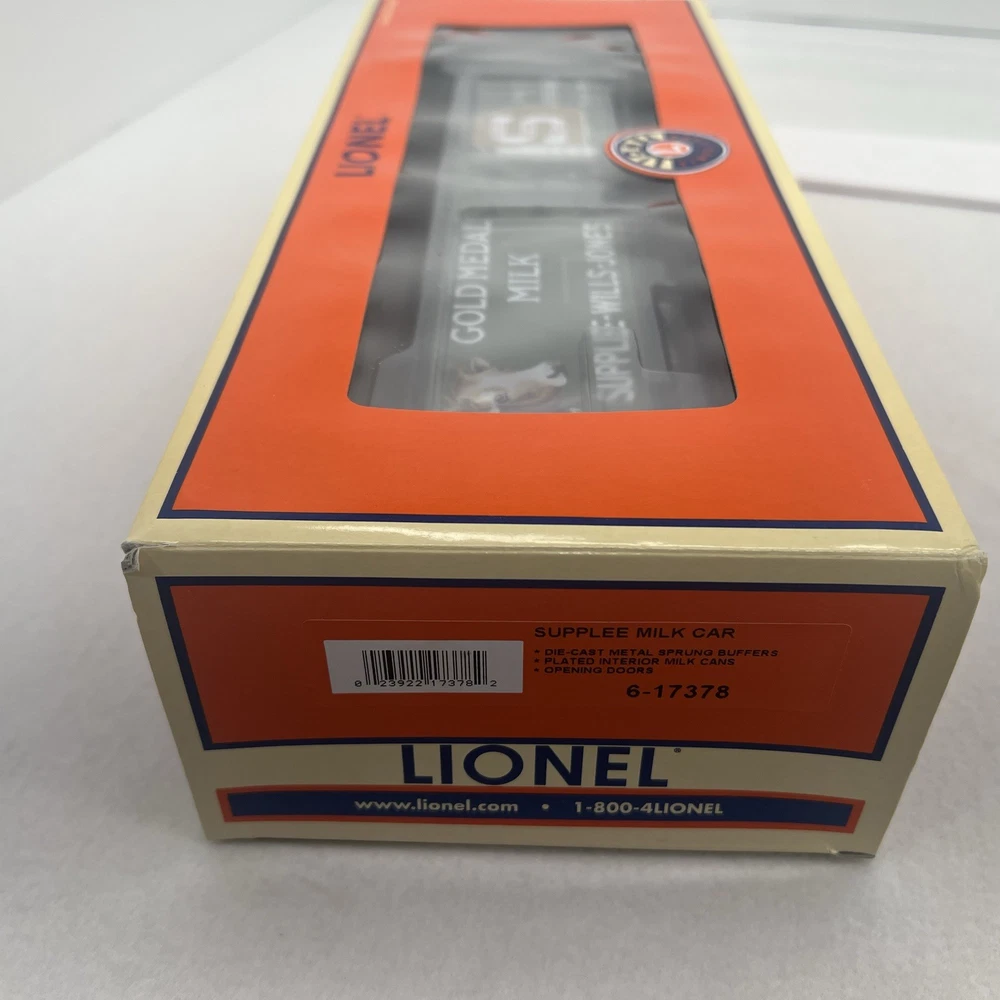 LIONEL
S
GOLD MEDAL
MILK
SUPPLEE-WILLS-JONES
SUPPLEE MILK CAR
• DIE-CAST METAL SPRUNG BUFFERS
• PLATED INTERIOR MILK CANS
• OPENING DOORS
0 23922 17378 2
6-17378
LIONEL
www.lionel.com • 1-800-4LIONEL